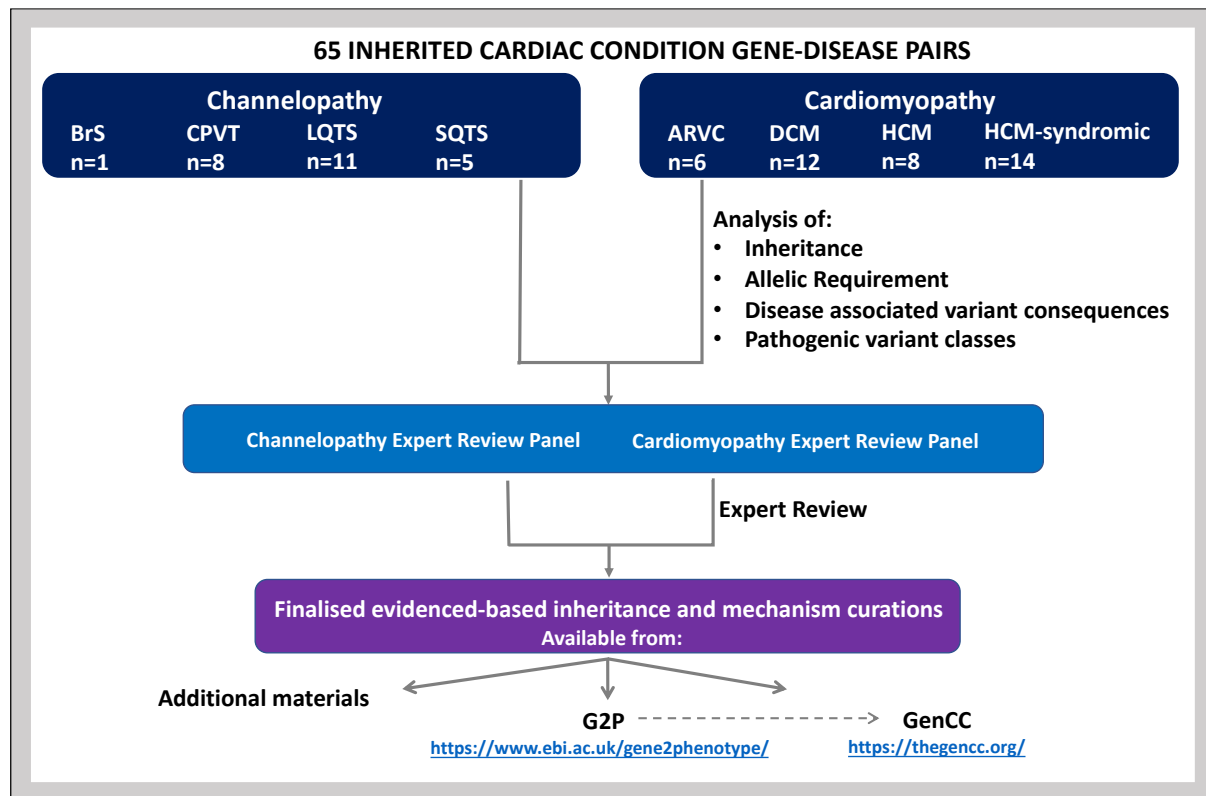 65 INHERITED CARDIAC CONDITION GENE-DISEASE PAIRS
Channelopathy
BrS CPVT LQTS SQTS
n=1 n=8 n=11 n=5
Cardiomyopathy
ARVC DCM HCM HCM-syndromic
n=6 n=12 n=8 n=14
Analysis of:
• Inheritance
• Allelic Requirement
• Disease associated variant consequences
• Pathogenic variant classes
Channelopathy Expert Review Panel
Cardiomyopathy Expert Review Panel
Expert Review
Finalised evidenced-based inheritance and mechanism curations
Available from:
Additional materials
G2P
https://www.ebi.ac.uk/gene2phenotype/
GenCC
https://thegencc.org/